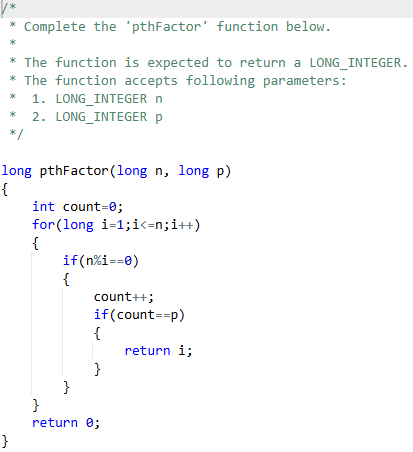 /*
 * Complete the 'pthFactor' function below.
 *
 * The function is expected to return a LONG_INTEGER.
 * The function accepts following parameters:
 *  1. LONG_INTEGER n
 *  2. LONG_INTEGER p
 */

long pthFactor(long n, long p)
{
    int count=0;
    for(long i=1;i<=n;i++)
    {
        if(n%i==0)
        {
            count++;
            if(count==p)
            {
                return i;
            }
        }
    }
    return 0;
}